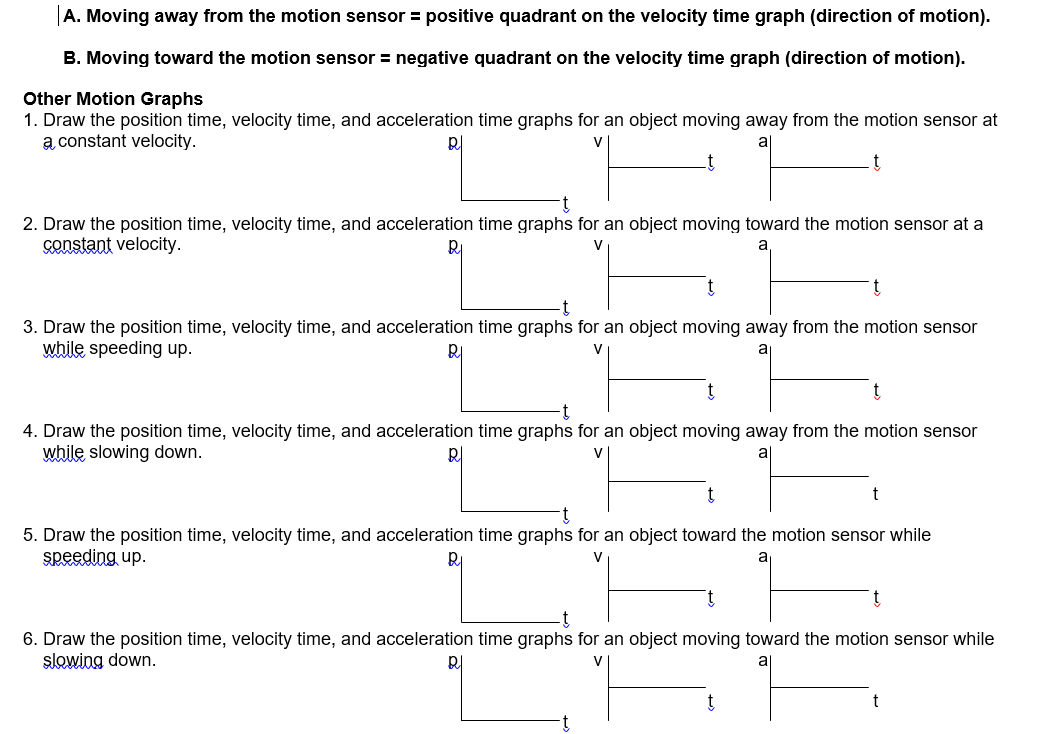 A. Moving away from the motion sensor = positive quadrant on the velocity time graph (direction of motion).
B. Moving toward the motion sensor = negative quadrant on the velocity time graph (direction of motion).
Other Motion Graphs
1. Draw the position time, velocity time, and acceleration time graphs for an object moving away from the motion sensor at
a constant velocity. p v a
t t
t
2. Draw the position time, velocity time, and acceleration time graphs for an object moving toward the motion sensor at a
constant velocity. p v a
t t
t
3. Draw the position time, velocity time, and acceleration time graphs for an object moving away from the motion sensor
while speeding up. p v a
t t
t
4. Draw the position time, velocity time, and acceleration time graphs for an object moving away from the motion sensor
while slowing down. p v a
t t
t
5. Draw the position time, velocity time, and acceleration time graphs for an object toward the motion sensor while
speeding up. p v a
t t
t
6. Draw the position time, velocity time, and acceleration time graphs for an object moving toward the motion sensor while
slowing down. p v a
t t
t